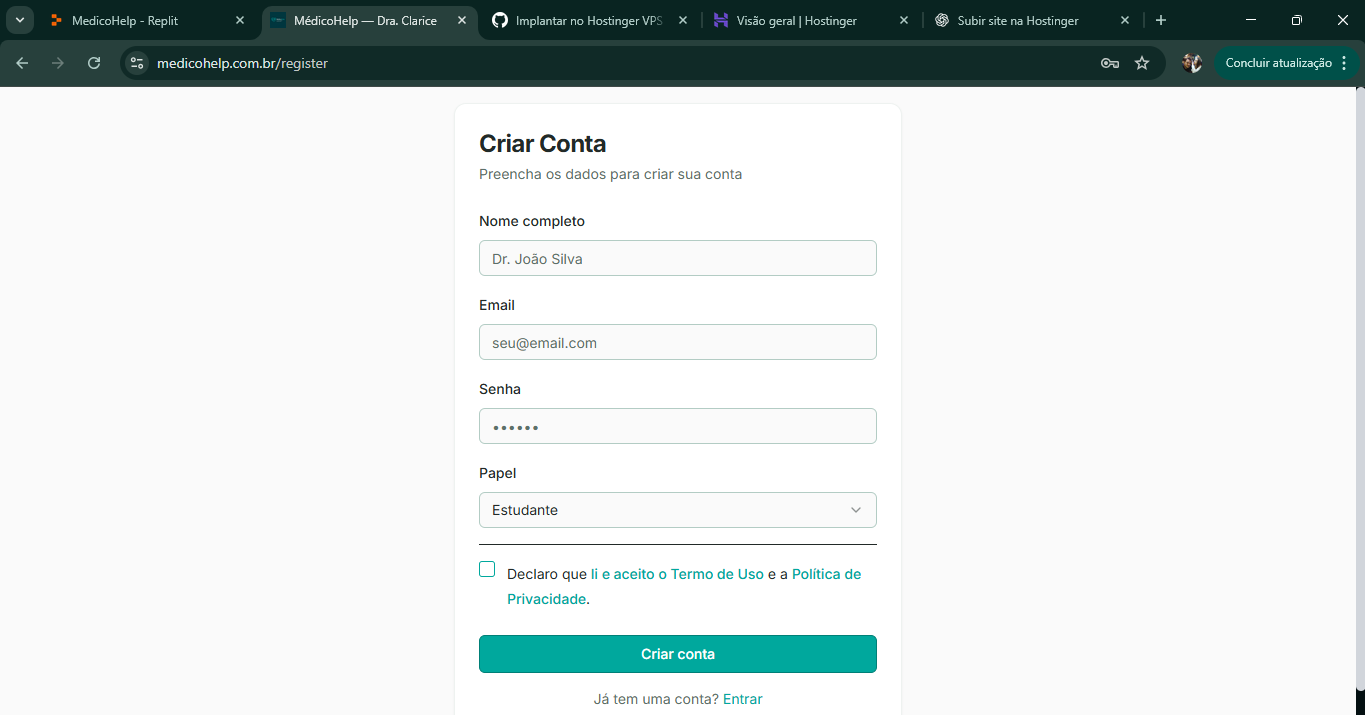 MedicoHelp - Replit
MédicoHelp — Dra. Clarice
Implantar no Hostinger VPS
Visão geral | Hostinger
Subir site na Hostinger
medicohelp.com.br/register
Concluir atualização
Criar Conta
Preencha os dados para criar sua conta
Nome completo
Dr. João Silva
Email
seu@email.com
Senha
••••••
Papel
Estudante
Declaro que li e aceito o Termo de Uso e a Política de
Privacidade.
Criar conta
Já tem uma conta? Entrar